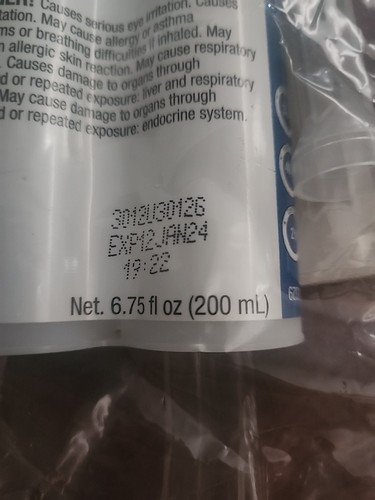 Causes serious eye irritation. Causes
tation. May cause allergy or asthma
ms or breathing difficulties if inhaled. May
allergic skin reaction. May cause respiratory
. Causes damage to organs through
d or repeated exposure: liver and respiratory
May cause damage to organs through
d or repeated exposure: endocrine system.
3012U30126
EXP12JAN24
19:22
Net. 6.75 fl oz (200 mL)